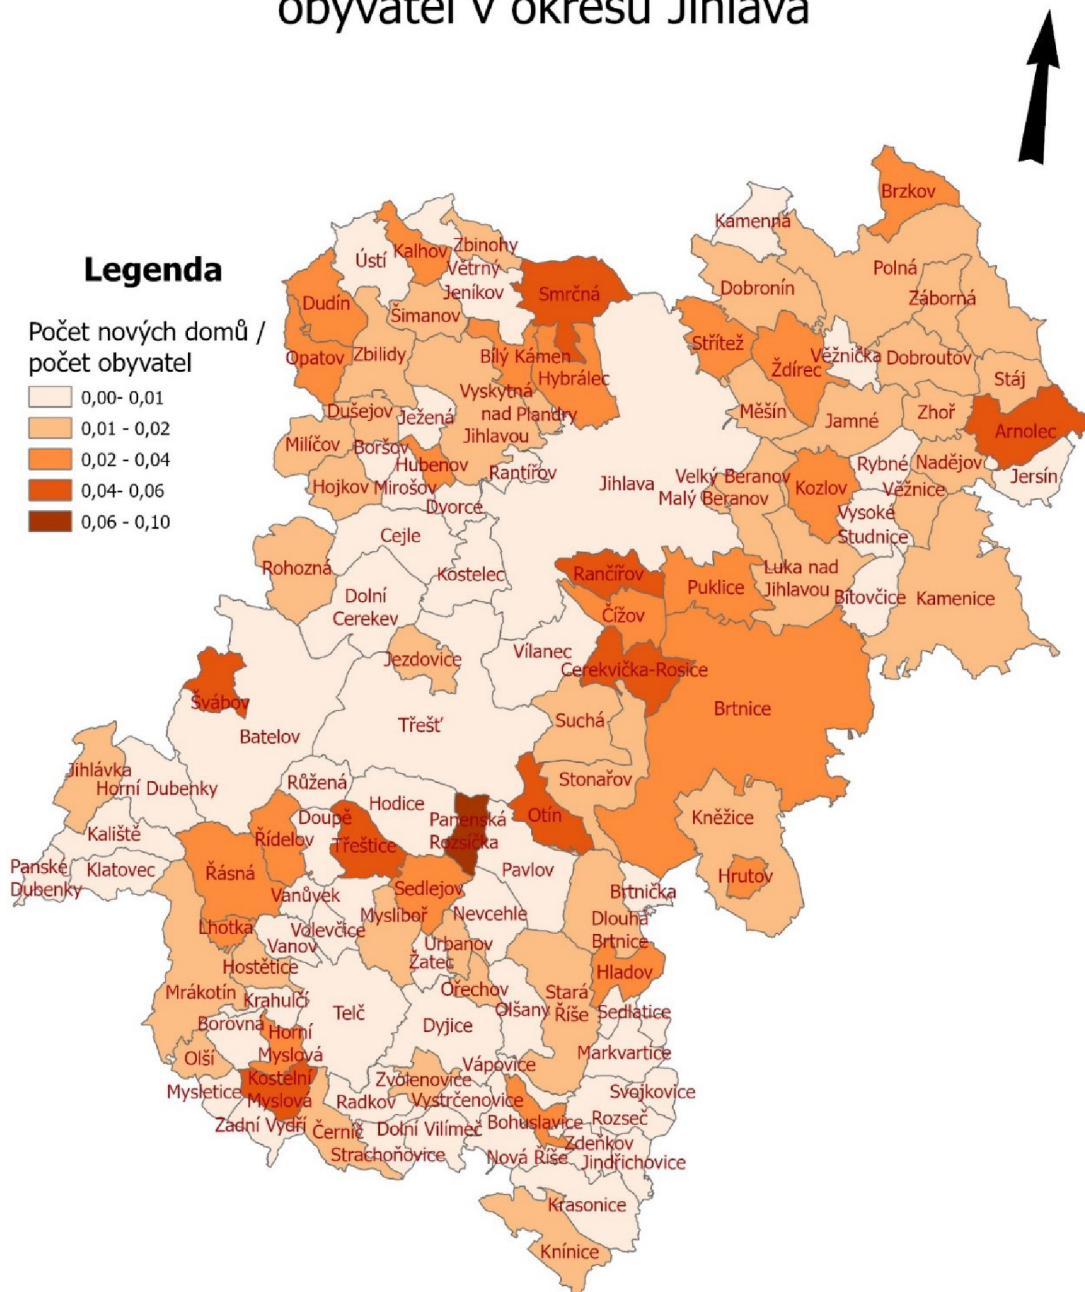 obyvatel v okresu Jihlava
Legenda
Počet nových domů /
počet obyvatel
0,00- 0,01
0,01 - 0,02
0,02 - 0,04
0,04- 0,06
0,06 - 0,10
Brzkov
Kamenná
Ústí
Kalhov
Zbinohy
Větrný
Jeníkov
Polná
Dobronín
Smrčná
Záborná
Dudín
Šimanov
Střítež
Opatov
Zbilidy
Bílý Kámen
Věžnička
Dobroutov
Ždírec
Hybrálec
Stáj
Vyskytná
nad
Jihlavou
Plandry
Dušejov
Ježená
Měšín
Jamné
Zhoř
Arnolec
Milíčov
Boršov
Hubenov
Rantířov
Rybné
Nadějov
Jersín
Hojkov
Mirošov
Jihlava
Velký Beranov
Malý Beranov
Kozlov
Věžnice
Dvorce
Vysoké
Studnice
Cejle
Rohozná
Kostelec
Rančířov
Puklice
Luka nad
Jihlavou
Bítovčice
Kamenice
Dolní
Cerekev
Čížov
Jezdovice
Vílanec
Cerekvička-Rosice
Švábov
Brtnice
Batelov
Třešť
Suchá
Jihlávka
Horní Dubenky
Růžená
Stonařov
Hodice
Doupě
Panenská
Rozsíčka
Otín
Kněžice
Kaliště
Řídelov
Třeštice
Panské
Dubenky
Klatovec
Řásná
Pavlov
Hrutov
Sedlejov
Brtnička
Vanůvek
Mysliboř
Nevcehle
Dlouhá
Brtnice
Lhotka
Volevčice
Vanov
Urbanov
Žatec
Hostětice
Hladov
Mrákotín
Krahulčí
Ořechov
Stará
Říše
Telč
Olšany
Sedlatice
Borovná
Horní
Myslová
Dyjice
Olší
Vápovice
Markvartice
Kostelní
Myslová
Zvolenovice
Mysletice
Radkov
Vystrčenovice
Svojkovice
Zadní Vydří
Černíč
Dolní Vilímeč
Bohuslavice
Rozseč
Strachoňovice
Zdeňkov
Nová Říše
Jindřichovice
Krasonice
Knínice